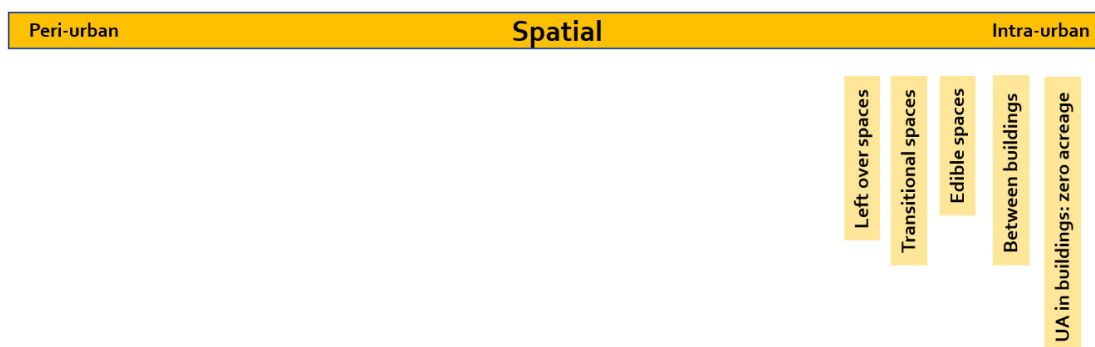 Peri-urban
Spatial
Intra-urban
Left over spaces
Transitional spaces
Edible spaces
Between buildings
UA in buildings: zero acreage